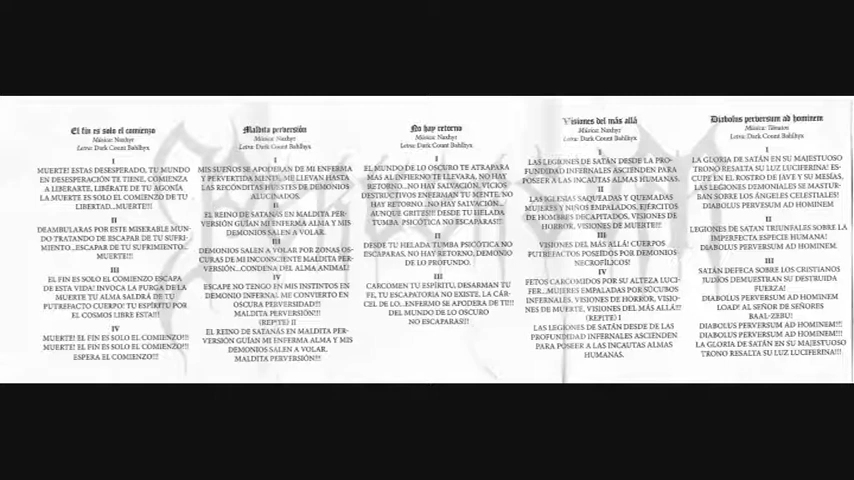 El fin es solo el comienzo
Música: Naxhyr
Letra: Dark Count Bahlhyx
I
MUERTE! ESTAS DESESPERADO, TU MUNDO
EN DESESPERACIÓN TE TIENE, COMIENZA
A LIBERARTE, LIBÉRATE DE TU AGONÍA
LA MUERTE ES SOLO EL COMIENZO DE TU
LIBERTAD...MUERTE!!!
II
DEAMBULARAS POR ESTE MISERABLE MUN-
DO TRATANDO DE ESCAPAR DE TU SUFRI-
MIENTO ...ESCAPAR DE TU SUFRIMIENTO...
MUERTE!!!
III
EL FIN ES SOLO EL COMIENZO ESCAPA
DE ESTA VIDA! INVOCA LA PURGA DE LA
MUERTE TU ALMA SALDRÁ DE TU
PUTREFACTO CUERPO! TU ESPÍRITU POR
EL COSMOS LIBRE ESTA!!!
IV
MUERTE! EL FIN ES SOLO EL COMIENZO!!!
MUERTE! EL FIN ES SOLO EL COMIENZO!!!
ESPERA EL COMIENZO!!!
Maldita perversión
Música: Naxhyr
Letra: Dark Count Bahlhyx
I
MIS SUEÑOS SE APODERAN DE MI ENFERMA
Y PERVERTIDA MENTE, ME LLEVAN HASTA
LAS RECÓNDITAS HUESTES DE DEMONIOS
ALUCINADOS.
II
EL REINO DE SATANÁS EN MALDITA PER-
VERSIÓN GUÍAN MI ENFERMA ALMA Y MIS
DEMONIOS SALEN A VOLAR.
III
DEMONIOS SALEN A VOLAR POR ZONAS OS-
CURAS DE MI INCONSCIENTE MALDITA PER-
VERSIÓN...CONDENA DEL ALMA ANIMAL!
IV
ESCAPE NO TENGO EN MIS INSTINTOS EN
DEMONIO INFERNAL ME CONVIERTO EN
OSCURA PERVERSIDAD!!!
MALDITA PERVERSIÓN!!!
(REPITE) II
EL REINO DE SATANÁS EN MALDITA PER-
VERSIÓN GUÍAN MI ENFERMA ALMA Y MIS
DEMONIOS SALEN A VOLAR.
MALDITA PERVERSIÓN!!!
No hay retorno
Música: Naxhyr
Letra: Dark Count Bahlhyx
I
EL MUNDO DE LO OSCURO TE ATRAPARA
MAS AL INFIERNO TE LLEVARA, NO HAY
RETORNO...NO HAY SALVACIÓN, VICIOS
DESTRUCTIVOS ENFERMAN TU MENTE; NO
HAY RETORNO...NO HAY SALVACIÓN...
AUNQUE GRITES!!! DESDE TU HELADA
TUMBA PSICÓTICA NO ESCAPARAS!!!
II
DESDE TU HELADA TUMBA PSICÓTICA NO
ESCAPARAS, NO HAY RETORNO, DEMONIO
DE LO PROFUNDO.
III
CARCOMEN TU ESPÍRITU, DESARMAN TU
FE, TU ESCAPATORIA NO EXISTE, LA CÁR-
CEL DE LO...ENFERMO SE APODERA DE TI!!!
DEL MUNDO DE LO OSCURO
NO ESCAPARAS!!!
Visiones del más allá
Música: Naxhyr
Letra: Dark Count Bahlhyx
I
LAS LEGIONES DE SATÁN DESDE LA PRO-
FUNDIDAD INFERNALES ASCIENDEN PARA
POSEER A LAS INCAUTAS ALMAS HUMANAS.
II
LAS IGLESIAS SAQUEADAS Y QUEMADAS
MUJERES Y NIÑOS EMPALADOS, EJÉRCITOS
DE HOMBRES DECAPITADOS, VISIONES DE
HORROR, VISIONES DE MUERTE!!!
III
VISIONES DEL MÁS ALLÁ! CUERPOS
PUTREFACTOS POSEÍDOS POR DEMONIOS
NECROFÍLICOS!
IV
FETOS CARCOMIDOS POR SU ALTEZA LUCI-
FER...MUJERES EMPALADAS POR SÚCUBOS
INFERNALES, VISIONES DE HORROR, VISIO-
NES DE MUERTE, VISIONES DEL MÁS ALLÁ!!!
(REPITE) I
LAS LEGIONES DE SATÁN DESDE DE LAS
PROFUNDIDAD INFERNALES ASCIENDEN
PARA POSEER A LAS INCAUTAS ALMAS
HUMANAS.
Diabolus perversum ad hominem
Música: Tánatos
Letra: Dark Count Bahlhyx
I
LA GLORIA DE SATÁN EN SU MAJESTUOSO
TRONO RESALTA SU LUZ LUCIFERINA! ES-
CUPE EN EL ROSTRO DE JAVE Y SU MESÍAS,
LAS LEGIONES DEMONIALES SE MASTUR-
BAN SOBRE LOS ÁNGELES CELESTIALES!
DIABOLUS PERVERSUM AD HOMINEM
II
LEGIONES DE SATAN TRIUNFALES SOBRE LA
IMPERFECTA ESPECIE HUMANA!
DIABOLUS PERVERSUM AD HOMINEM.
III
SATÁN DEFECA SOBRE LOS CRISTIANOS
JUDÍOS DEMUESTRAN SU DESTRUIDA
FUERZA!
DIABOLUS PERVERSUM AD HOMINEM
LOAD! AL SEÑOR DE SEÑORES
BAAL-ZEBU!
DIABOLUS PERVERSUM AD HOMINEM!!!
DIABOLUS PERVERSUM AD HOMINEM!!!
LA GLORIA DE SATÁN EN SU MAJESTUOSO
TRONO RESALTA SU LUZ LUCIFERINA!!!